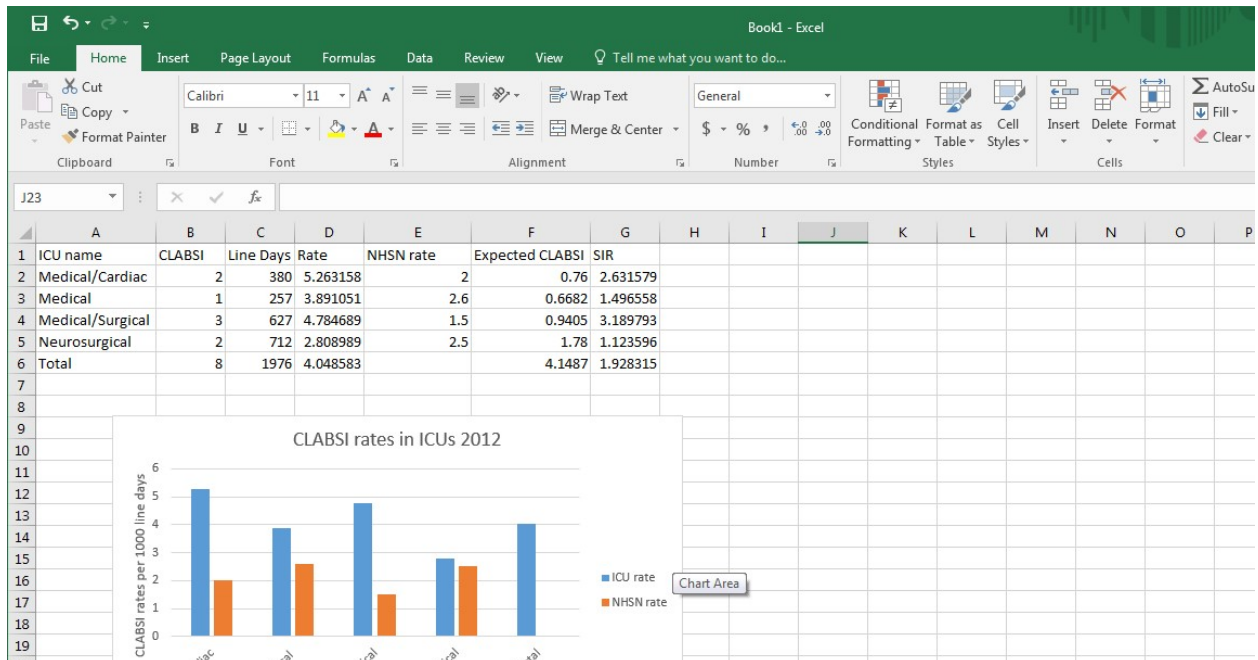 Book1 - Excel
File Home Insert Page Layout Formulas Data Review View Tell me what you want to do...
Cut
Calibri 11 A A Wrap Text General AutoSu
Copy
Fill
Paste Format Painter B I U A Merge & Center $ % , .0 .00 .00 .0 Conditional Format as Cell Insert Delete Format
Formatting Table Styles Clear
Clipboard Font Alignment Number Styles Cells
J23 fx
A B C D E F G H I J K L M N O P
1 ICU name CLABSI Line Days Rate NHSN rate Expected CLABSI SIR
2 Medical/Cardiac 2 380 5.263158 2 0.76 2.631579
3 Medical 1 257 3.891051 2.6 0.6682 1.496558
4 Medical/Surgical 3 627 4.784689 1.5 0.9405 3.189793
5 Neurosurgical 2 712 2.808989 2.5 1.78 1.123596
6 Total 8 1976 4.048583 4.1487 1.928315
7
8
9
10
11
12
13
14
15
16
17
18
19
CLABSI rates in ICUs 2012
CLABSI rates per 1000 line days
6
5
4
3
2
1
0
ICU rate
NHSN rate
Chart Area